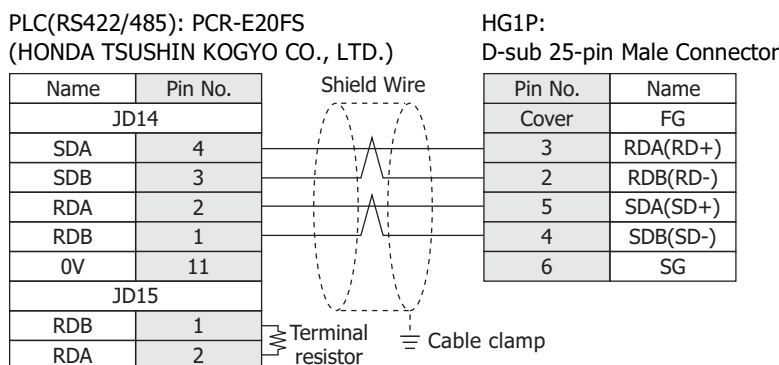 PLC(RS422/485): PCR-E20FS
(HONDA TSUSHIN KOGYO CO., LTD.)
HG1P:
D-sub 25-pin Male Connector
Name Pin No. Shield Wire Pin No. Name
JD14 Cover FG
SDA 4 3 RDA(RD+)
SDB 3 2 RDB(RD-)
RDA 2 5 SDA(SD+)
RDB 1 4 SDB(SD-)
0V 11 6 SG
JD15
RDB 1
RDA 2
Terminal
resistor
Cable clamp